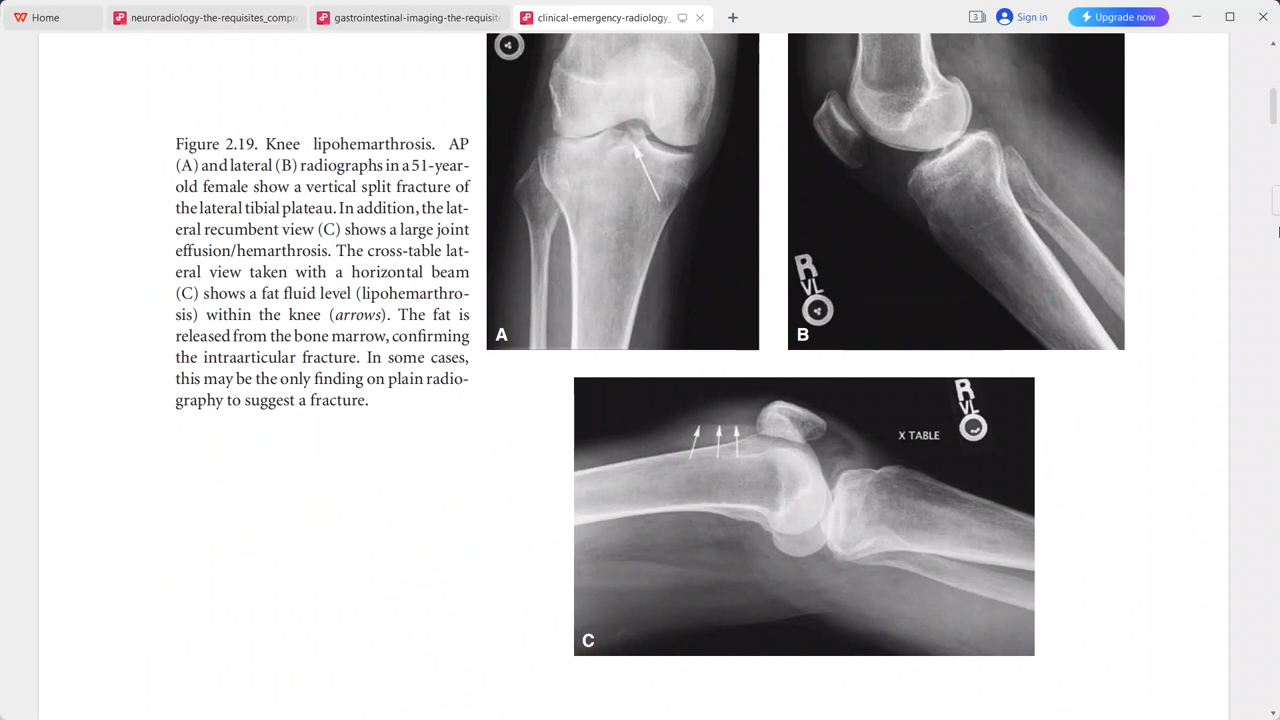 Home
neuroradiology-the-requisites_compr
gastrointestinal-imaging-the-requisite
clinical-emergency-radiology_
3
Sign in
Upgrade now
Figure 2.19. Knee lipohemarthrosis. AP
(A) and lateral (B) radiographs in a 51-year-
old female show a vertical split fracture of
the lateral tibial plateau. In addition, the lat-
eral recumbent view (C) shows a large joint
effusion/hemarthrosis. The cross-table lat-
eral view taken with a horizontal beam
(C) shows a fat fluid level (lipohemarthro-
sis) within the knee (arrows). The fat is
released from the bone marrow, confirming
the intraarticular fracture. In some cases,
this may be the only finding on plain radio-
graphy to suggest a fracture.
A
R
VL
B
R
VL
X TABLE
C